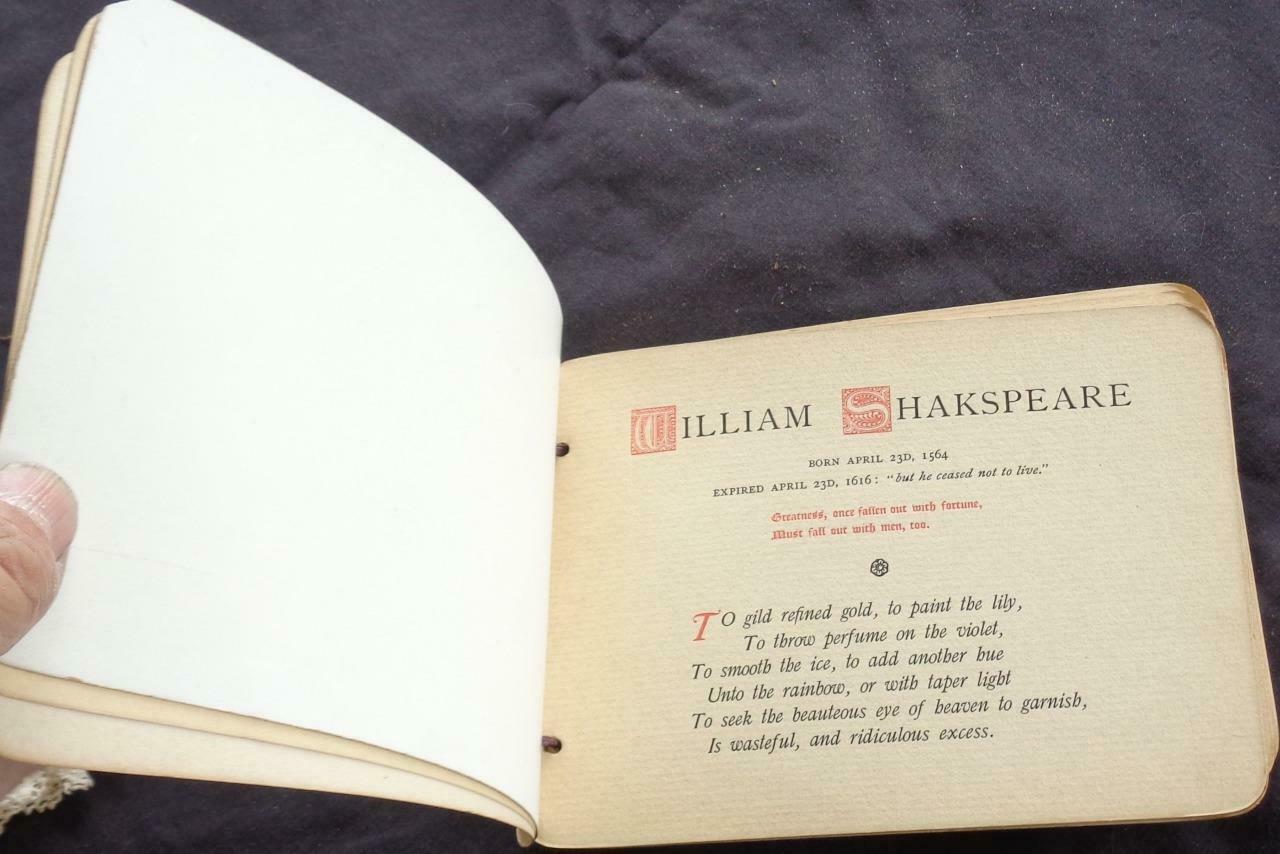 WILLIAM SHAKSPEARE
BORN APRIL 23D, 1564
EXPIRED APRIL 23D, 1616: "but he ceased not to live."
Greatness, once fallen out with fortune,
Must fall out with men, too.
TO gild refined gold, to paint the lily,
To throw perfume on the violet,
To smooth the ice, to add another hue
Unto the rainbow, or with taper light
To seek the beauteous eye of heaven to garnish,
Is wasteful, and ridiculous excess.